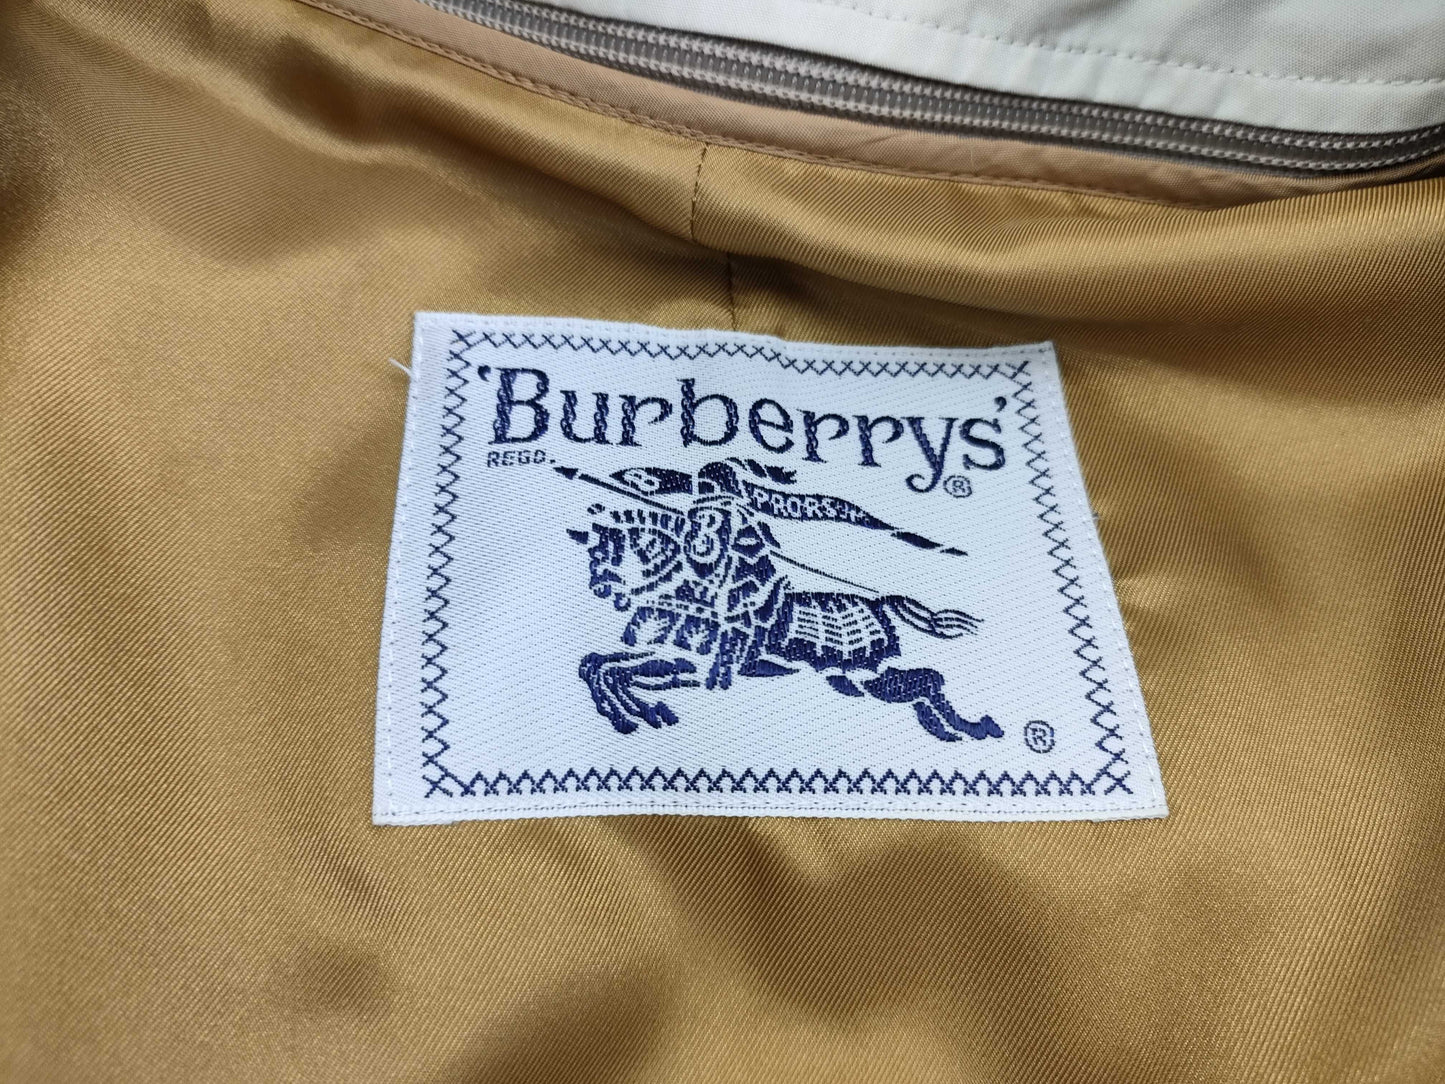 'Burberrys'
REGD.
®
B PRORSUM
B
®